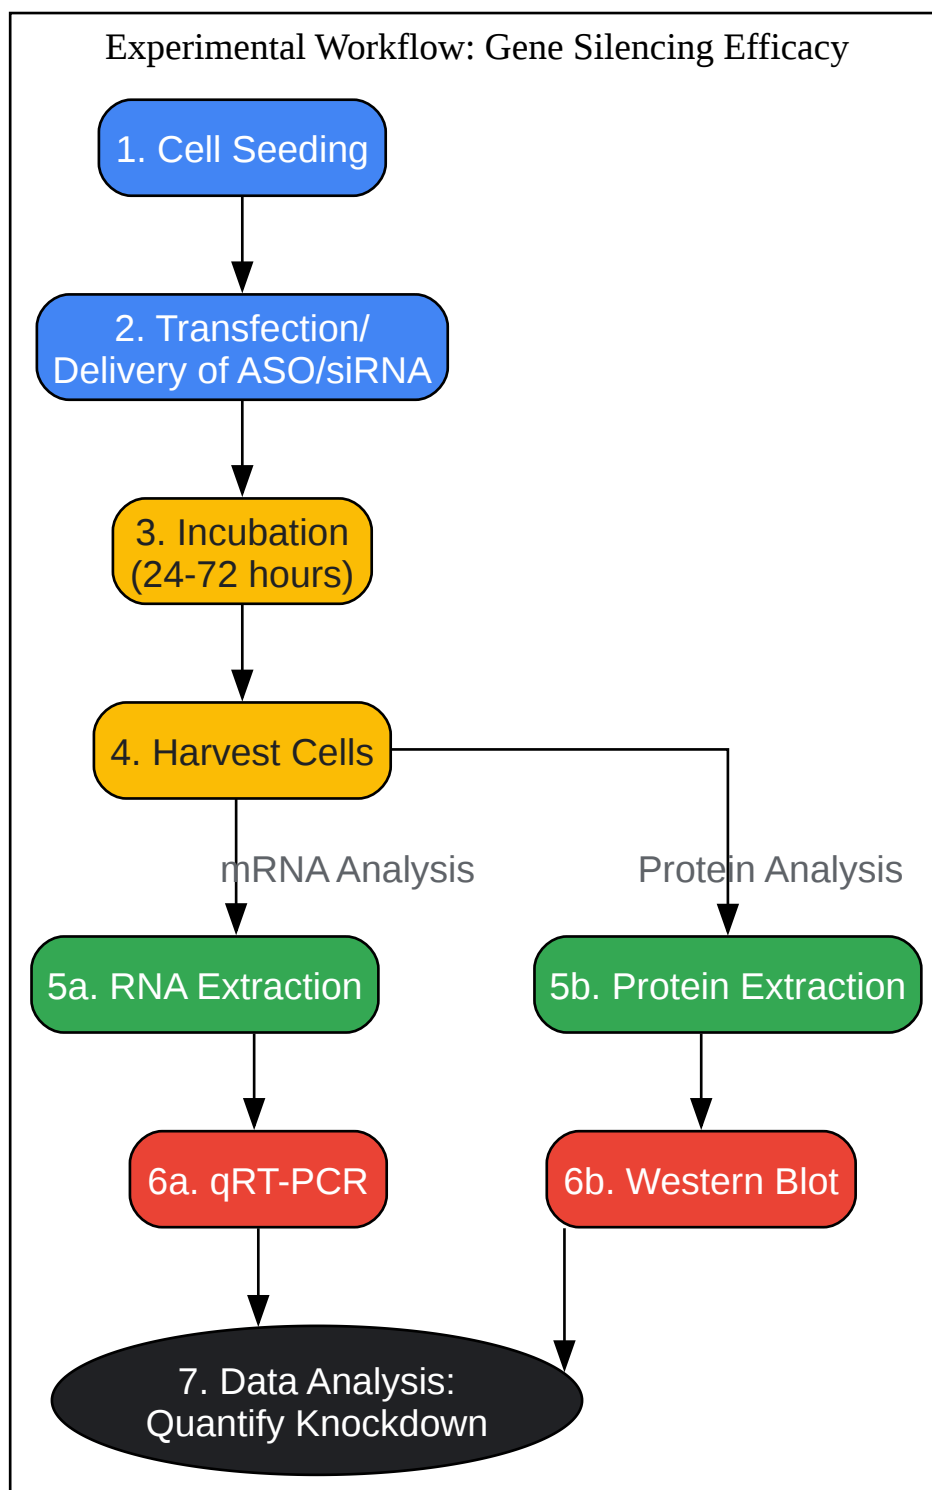 Experimental Workflow: Gene Silencing Efficacy
1. Cell Seeding
2. Transfection/
Delivery of ASO/siRNA
3. Incubation
(24-72 hours)
4. Harvest Cells
mRNA Analysis
Protein Analysis
5a. RNA Extraction
5b. Protein Extraction
6a. qRT-PCR
6b. Western Blot
7. Data Analysis:
Quantify Knockdown